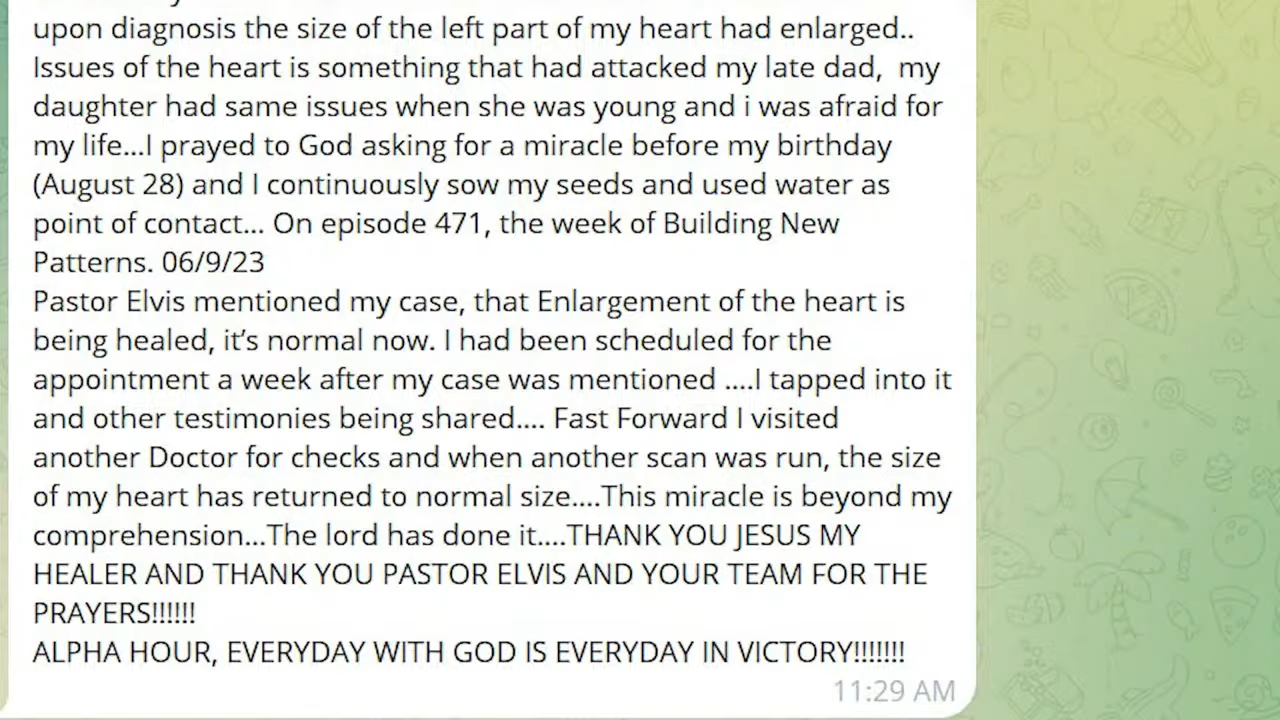 upon diagnosis the size of the left part of my heart had enlarged..
Issues of the heart is something that had attacked my late dad,  my
daughter had same issues when she was young and i was afraid for
my life...I prayed to God asking for a miracle before my birthday
(August 28) and I continuously sow my seeds and used water as
point of contact... On episode 471, the week of Building New
Patterns. 06/9/23
Pastor Elvis mentioned my case, that Enlargement of the heart is
being healed, it’s normal now. I had been scheduled for the
appointment a week after my case was mentioned ....I tapped into it
and other testimonies being shared.... Fast Forward I visited
another Doctor for checks and when another scan was run, the size
of my heart has returned to normal size....This miracle is beyond my
comprehension...The lord has done it....THANK YOU JESUS MY
HEALER AND THANK YOU PASTOR ELVIS AND YOUR TEAM FOR THE
PRAYERS!!!!!!
ALPHA HOUR, EVERYDAY WITH GOD IS EVERYDAY IN VICTORY!!!!!!!
11:29 AM